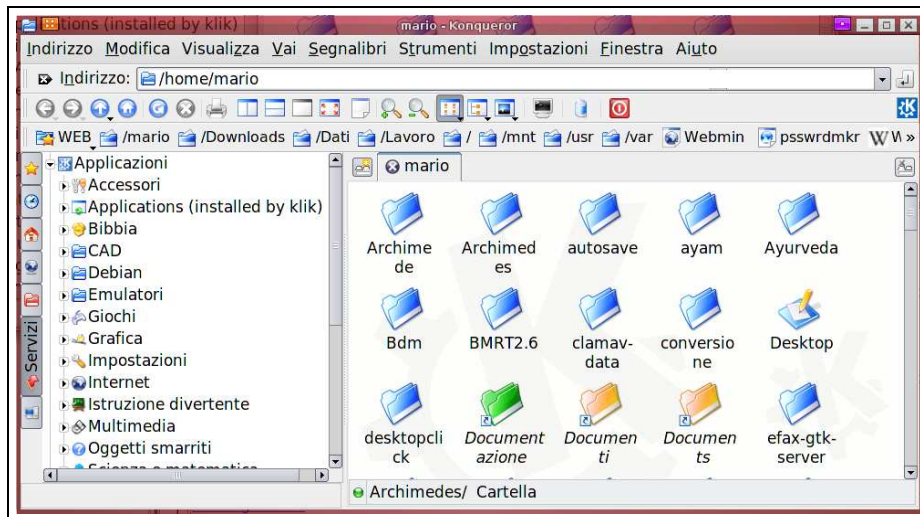 ations (installed by klik)
mario - Konqueror
Indirizzo Modifica Visualizza Vai Segnalibri Strumenti Impostazioni Finestra Aiuto
Indirizzo: /home/mario
WEB /mario /Downloads /Dati /Lavoro / /mnt /usr /var Webmin psswrdmkr W W »
Servizi
Applicazioni
Accessori
Applications (installed by klik)
Bibbia
CAD
Debian
Emulatori
Giochi
Grafica
Impostazioni
Internet
Istruzione divertente
Multimedia
Oggetti smarriti
Scienza e matematica
mario
Archime
de
Archimed
es
autosave
ayam
Ayurveda
Bdm
BMRT2.6
clamav-
data
conversio
ne
Desktop
desktopcli
ck
Document
azione
Documen
ti
Documen
ts
efax-gtk-
server
Archimedes/ Cartella